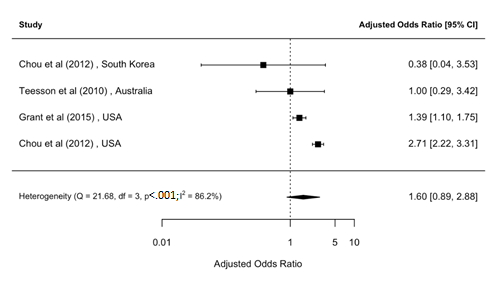 Study Adjusted Odds Ratio [95% CI]
Chou et al (2012) , South Korea 0.38 [0.04, 3.53]
Teesson et al (2010) , Australia 1.00 [0.29, 3.42]
Grant et al (2015) , USA 1.39 [1.10, 1.75]
Chou et al (2012) , USA 2.71 [2.22, 3.31]
Heterogeneity (Q = 21.68, df = 3, p<.001; I² = 86.2%) 1.60 [0.89, 2.88]
0.01 1 5 10
Adjusted Odds Ratio